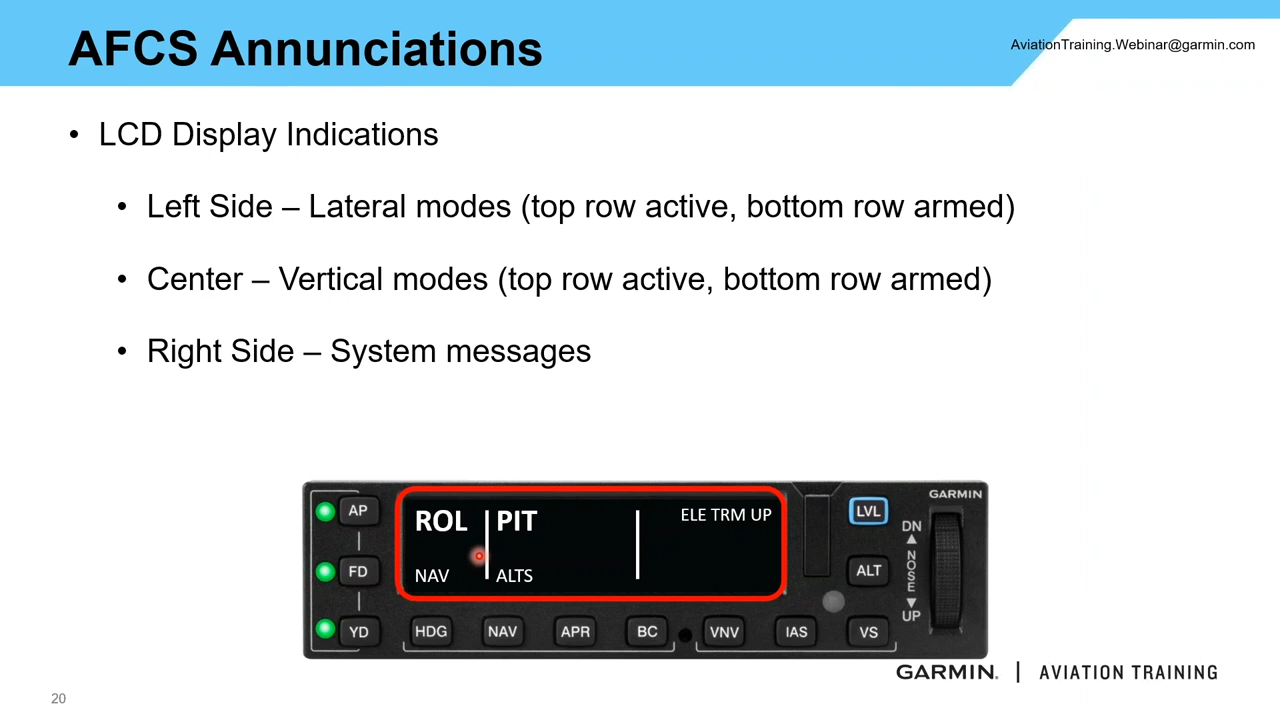 AFCS Annunciations
AviationTraining.Webinar@garmin.com
• LCD Display Indications
• Left Side – Lateral modes (top row active, bottom row armed)
• Center – Vertical modes (top row active, bottom row armed)
• Right Side – System messages
GARMIN
AP
ROL
PIT
ELE TRM UP
LVL
DN
FD
NAV
ALTS
ALT
NOSE
UP
YD
HDG
NAV
APR
BC
VNV
IAS
VS
GARMIN. | AVIATION TRAINING
20